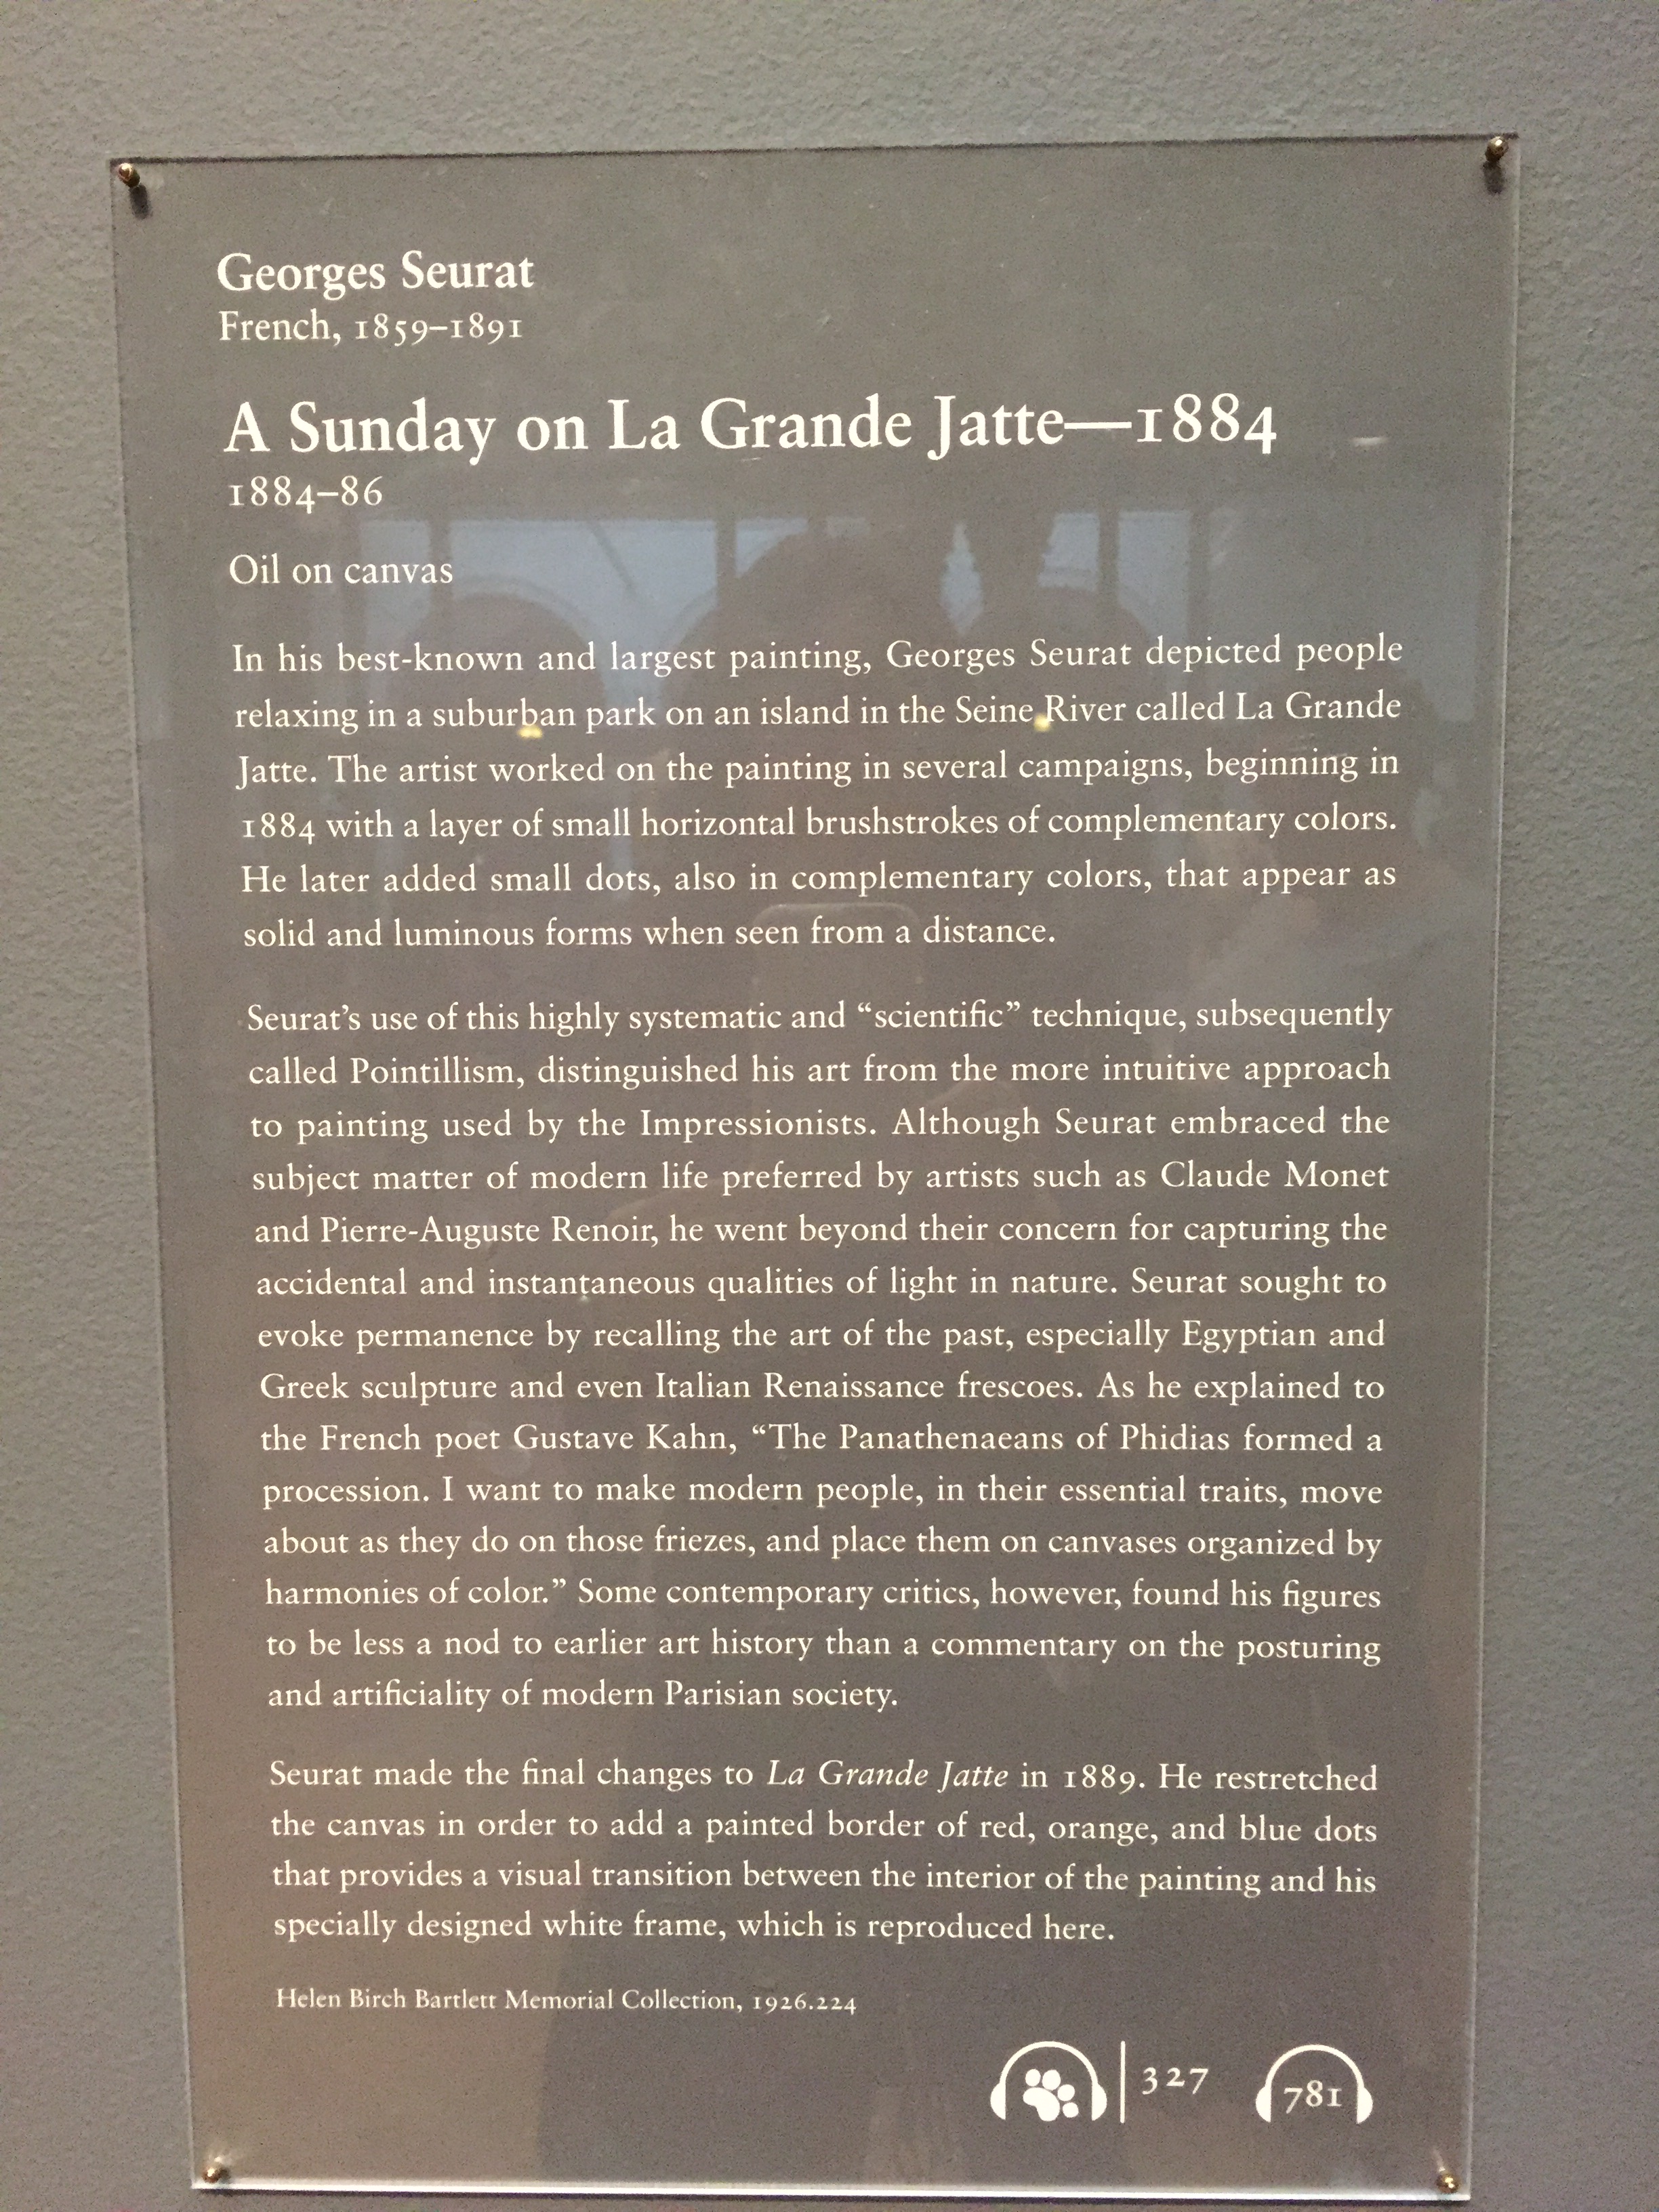 Georges Seurat
French, 1859–1891
A Sunday on La Grande Jatte—1884
1884–86
Oil on canvas
In his best-known and largest painting, Georges Seurat depicted people
relaxing in a suburban park on an island in the Seine River called La Grande
Jatte. The artist worked on the painting in several campaigns, beginning in
1884 with a layer of small horizontal brushstrokes of complementary colors.
He later added small dots, also in complementary colors, that appear as
solid and luminous forms when seen from a distance.
Seurat’s use of this highly systematic and “scientific” technique, subsequently
called Pointillism, distinguished his art from the more intuitive approach
to painting used by the Impressionists. Although Seurat embraced the
subject matter of modern life preferred by artists such as Claude Monet
and Pierre-Auguste Renoir, he went beyond their concern for capturing the
accidental and instantaneous qualities of light in nature. Seurat sought to
evoke permanence by recalling the art of the past, especially Egyptian and
Greek sculpture and even Italian Renaissance frescoes. As he explained to
the French poet Gustave Kahn, “The Panathenaeans of Phidias formed a
procession. I want to make modern people, in their essential traits, move
about as they do on those friezes, and place them on canvases organized by
harmonies of color.” Some contemporary critics, however, found his figures
to be less a nod to earlier art history than a commentary on the posturing
and artificiality of modern Parisian society.
Seurat made the final changes to La Grande Jatte in 1889. He restretched
the canvas in order to add a painted border of red, orange, and blue dots
that provides a visual transition between the interior of the painting and his
specially designed white frame, which is reproduced here.
Helen Birch Bartlett Memorial Collection, 1926.224
327 781